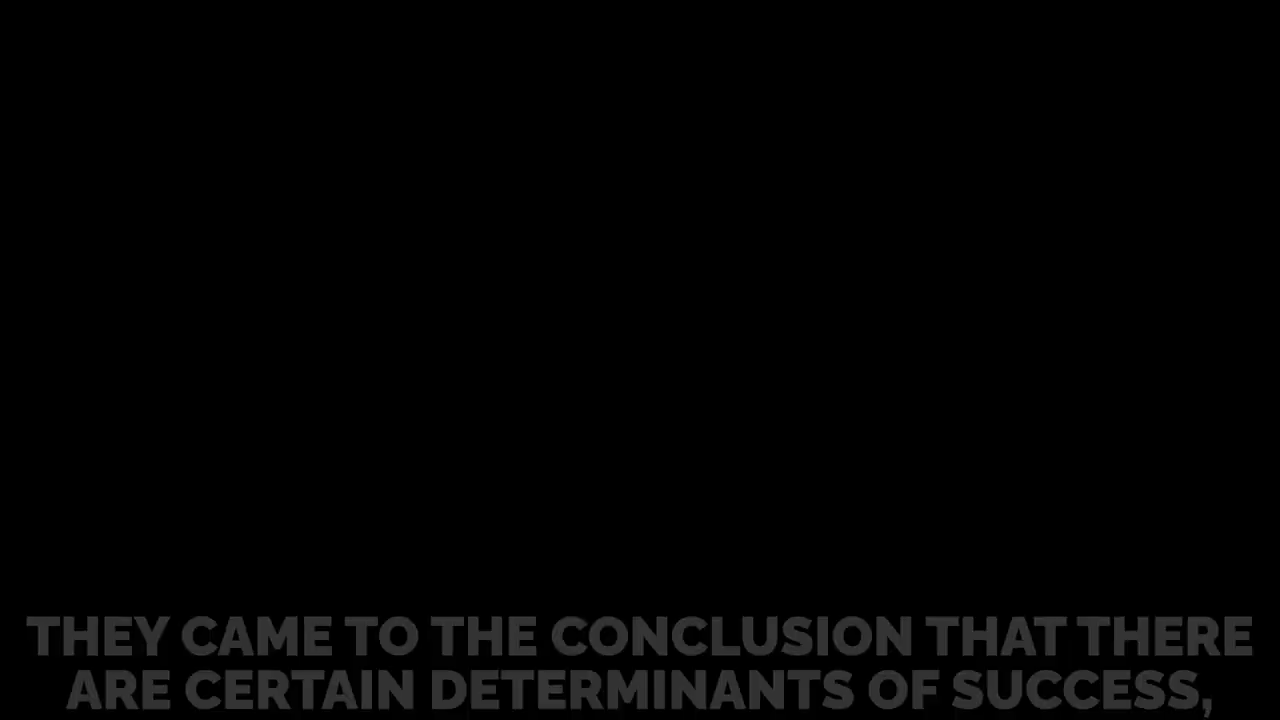 THEY CAME TO THE CONCLUSION THAT THERE
ARE CERTAIN DETERMINANTS OF SUCCESS,